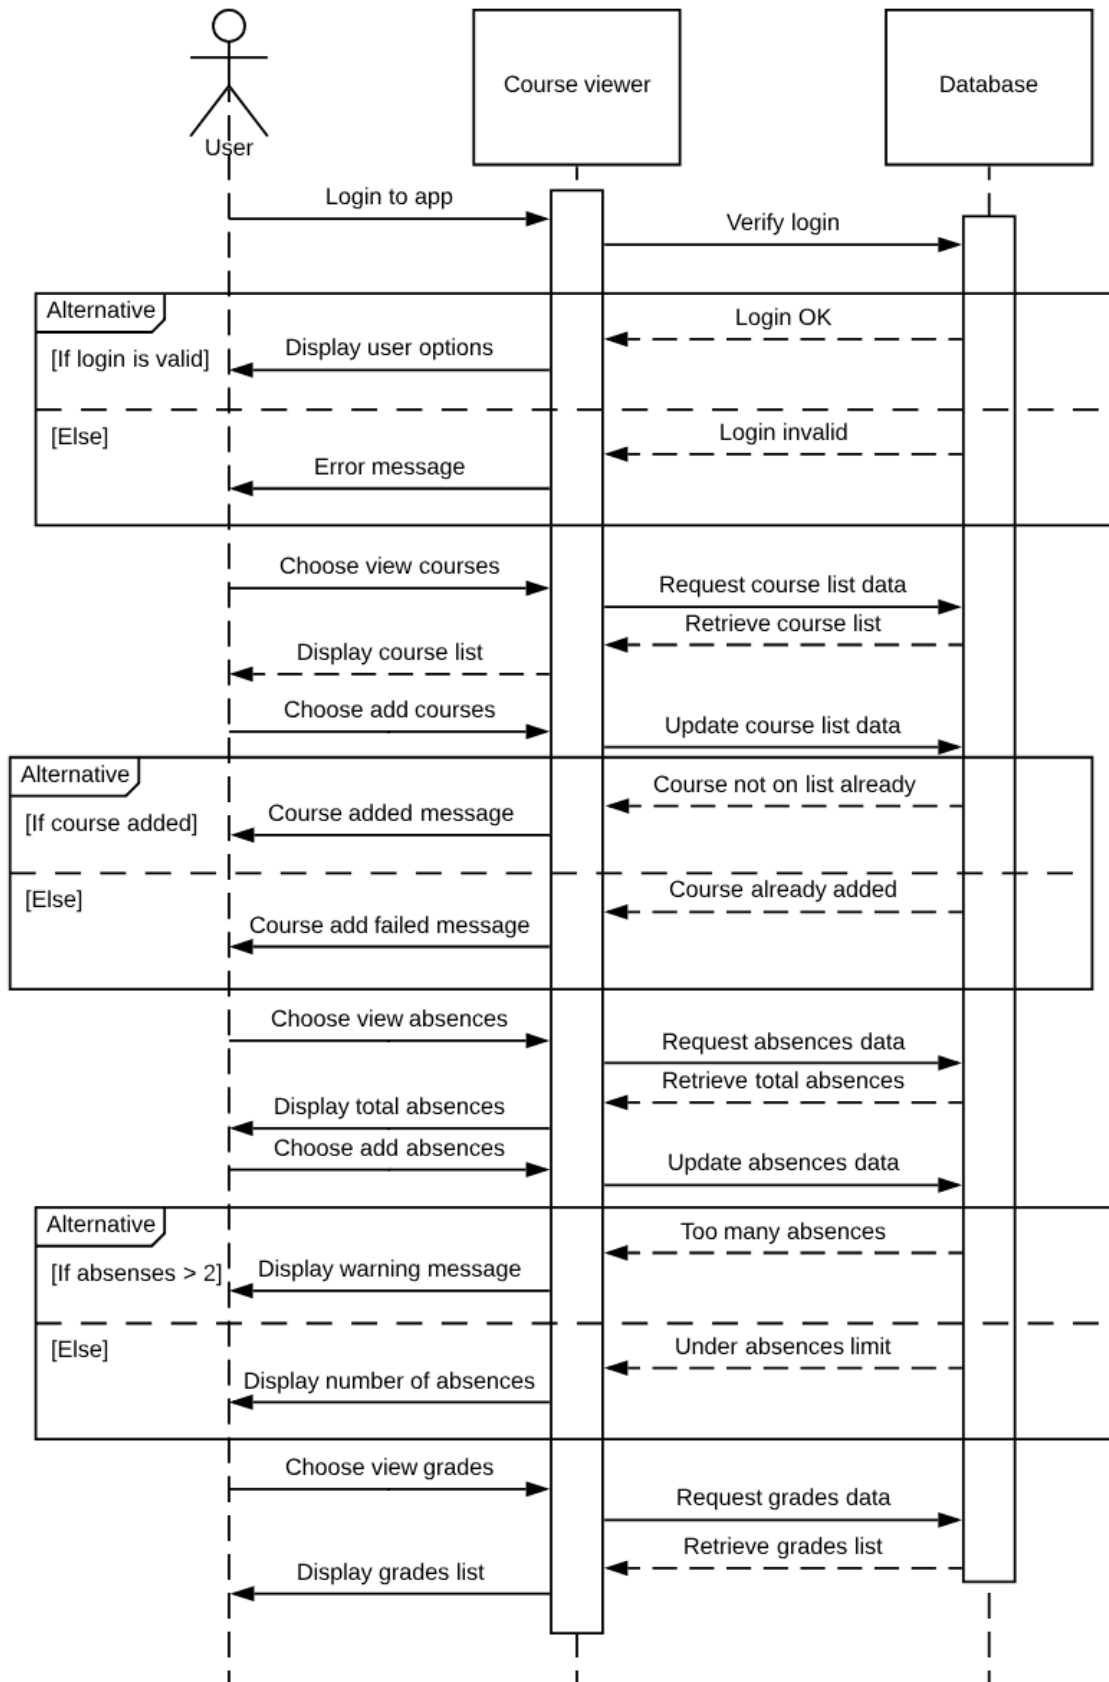 Course viewer
Database
User
Login to app
Verify login
Alternative
Login OK
[If login is valid]
Display user options
[Else]
Login invalid
Error message
Choose view courses
Request course list data
Retrieve course list
Display course list
Choose add courses
Update course list data
Alternative
Course not on list already
[If course added]
Course added message
[Else]
Course already added
Course add failed message
Choose view absences
Request absences data
Retrieve total absences
Display total absences
Choose add absences
Update absences data
Alternative
Too many absences
[If absenses > 2]
Display warning message
[Else]
Under absences limit
Display number of absences
Choose view grades
Request grades data
Retrieve grades list
Display grades list